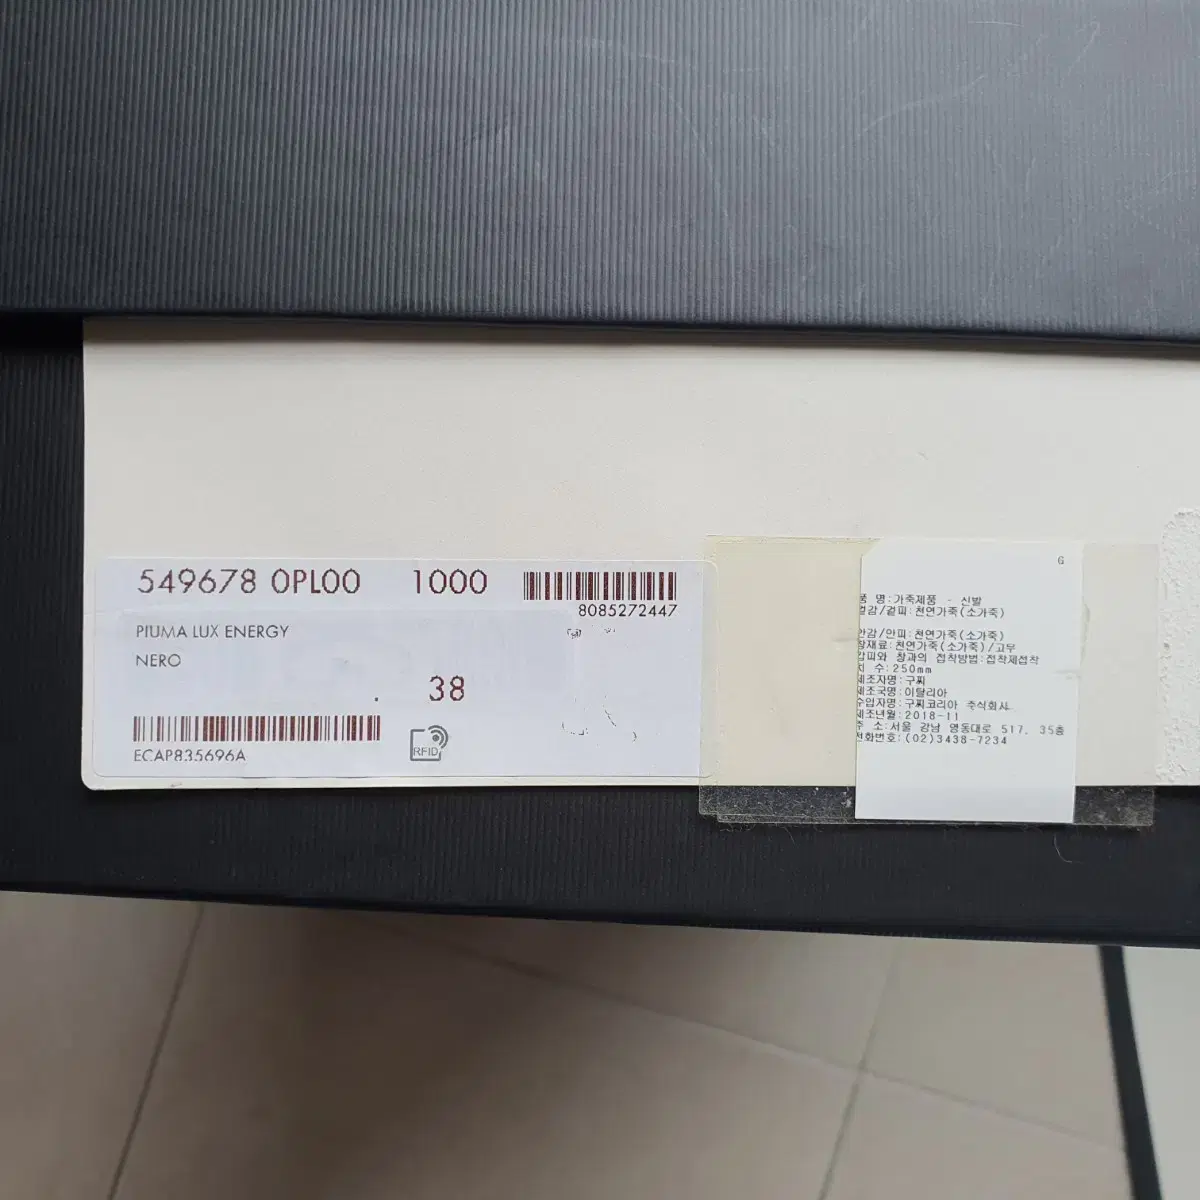 549678 0PL00 1000
8085272447
PIUMA LUX ENERGY
NERO
. 38
ECAP835696A
RFID
G
품 명:가죽제품 - 신발
겉감/겉피:천연가죽(소가죽)
안감/안피:천연가죽(소가죽)
창재료:천연가죽(소가죽)/고무
갑피와 창과의 접착방법:접착제접착
치 수:250mm
제조자명:구찌
제조국명:이탈리아
수입자명:구찌코리아 주식회사
제조년월:2018-11
주 소:서울 강남 영동대로 517, 35층
전화번호:(02)3438-7234